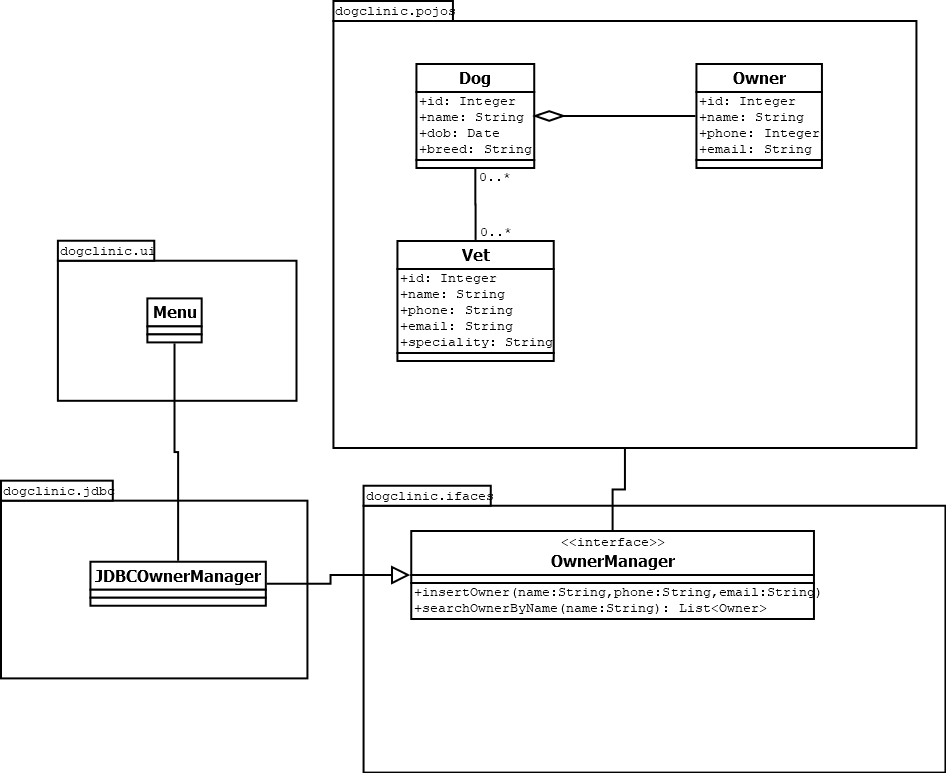 dogclinic.pojos
Dog
+id: Integer
+name: String
+dob: Date
+breed: String
Owner
+id: Integer
+name: String
+phone: Integer
+email: String
0..*
0..*
Vet
+id: Integer
+name: String
+phone: String
+email: String
+speciality: String
dogclinic.ui
Menu
dogclinic.jdbc
JDBCOwnerManager
dogclinic.ifaces
<<interface>>
OwnerManager
+insertOwner(name:String,phone:String,email:String)
+searchOwnerByName(name:String): List<Owner>